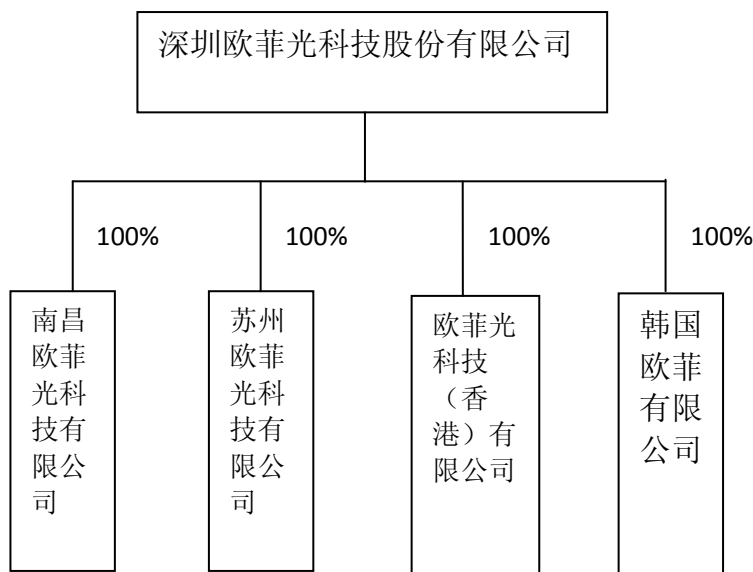 深圳欧菲光科技股份有限公司
100%
100%
100%
100%
南昌
欧菲
光科
技有
限公
司
苏州
欧菲
光科
技有
限公
司
欧菲光
科技
（香
港）有
限公司
韩国
欧菲
有限
公司